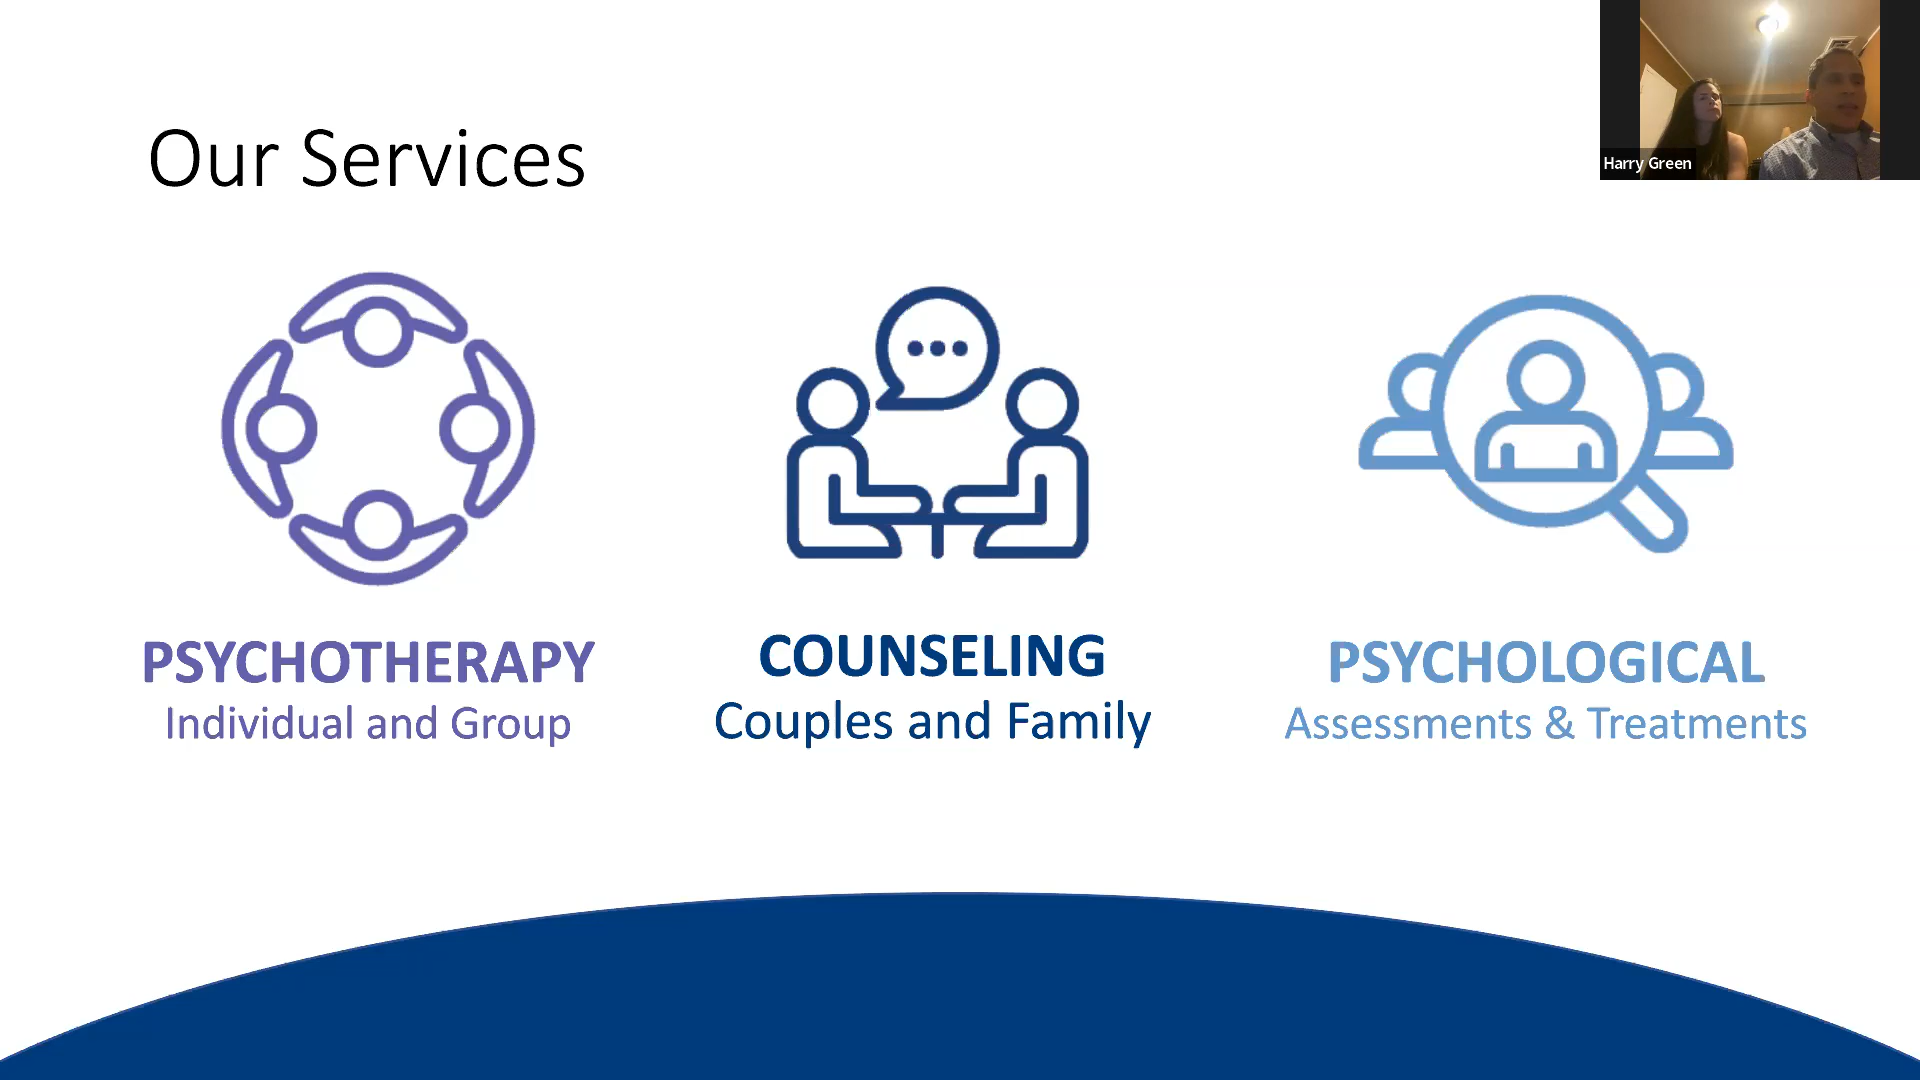 Our Services
Harry Green
PSYCHOTHERAPY
Individual and Group
COUNSELING
Couples and Family
PSYCHOLOGICAL
Assessments & Treatments